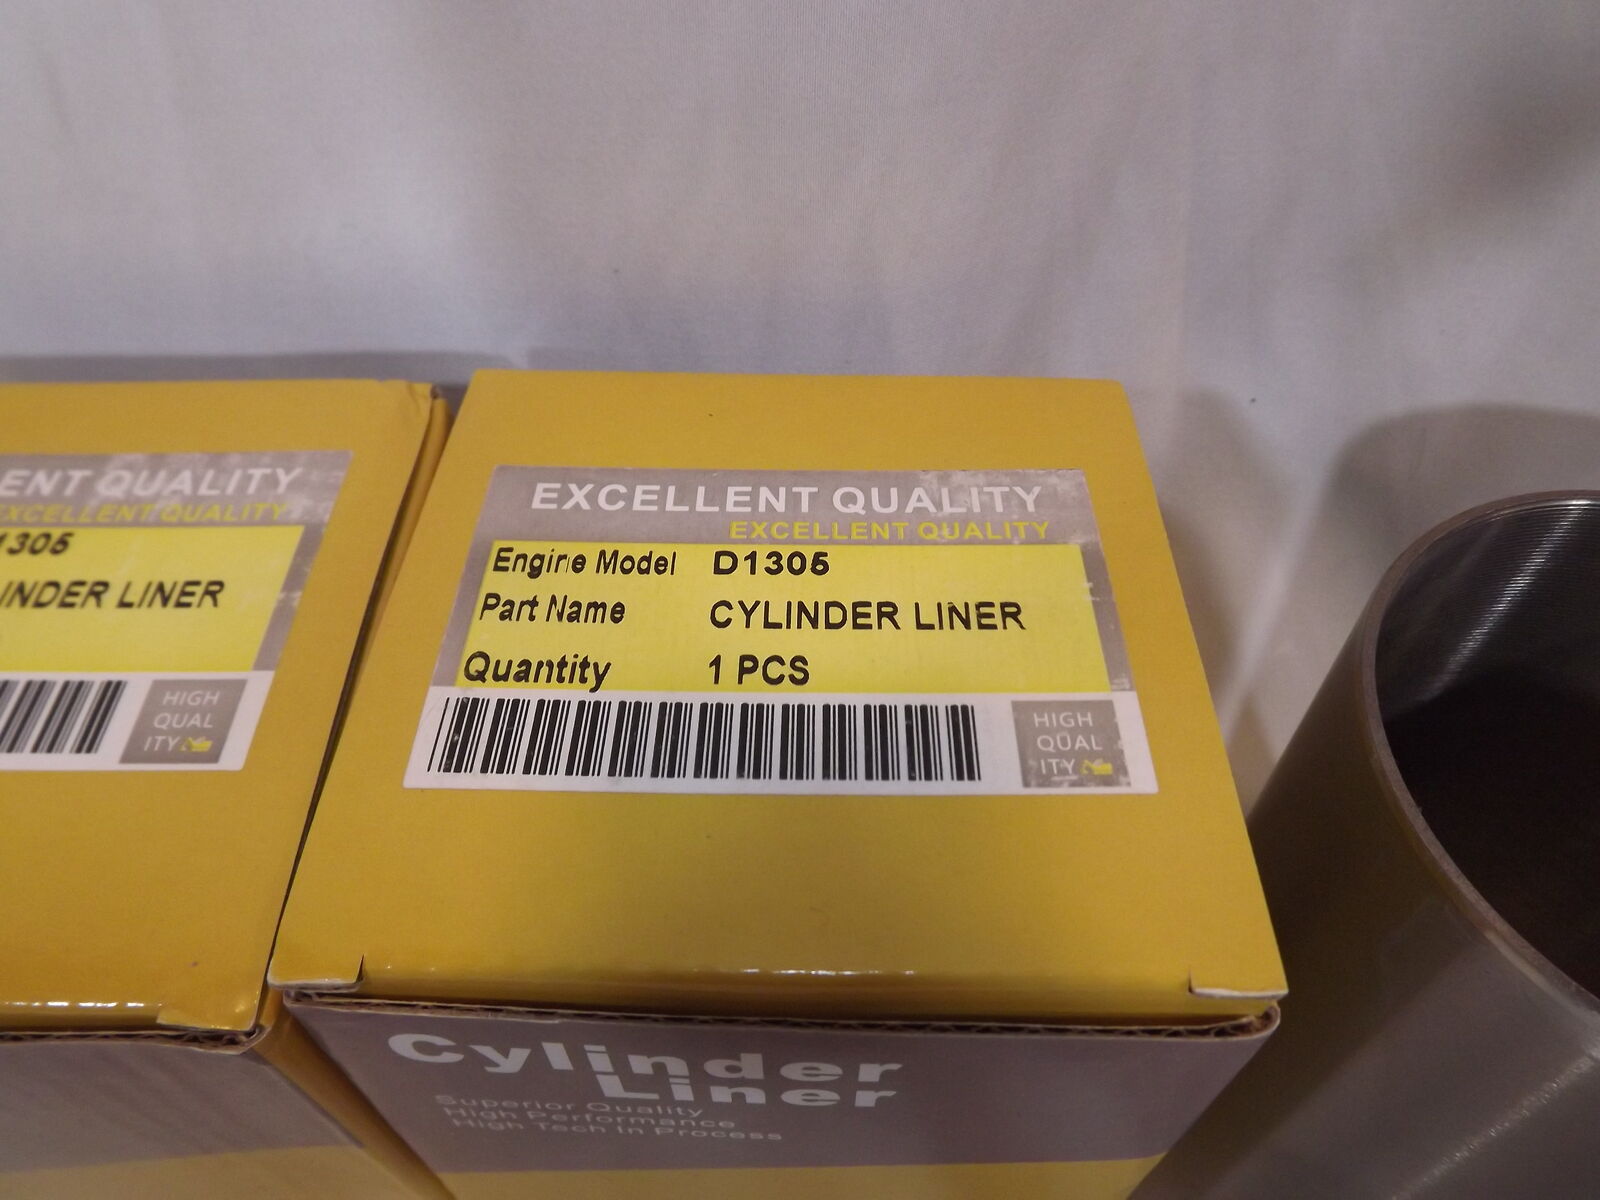 ENT QUALITY
EXCELLENT QUALITY
1305
LINDER LINER
HIGH
QUAL
ITY
EXCELLENT QUALITY
EXCELLENT QUALITY
Engine Model D1305
Part Name CYLINDER LINER
Quantity 1 PCS
HIGH
QUAL
ITY
Cylinder
Liner
Superior Quality
High Performance
High Tech In Process